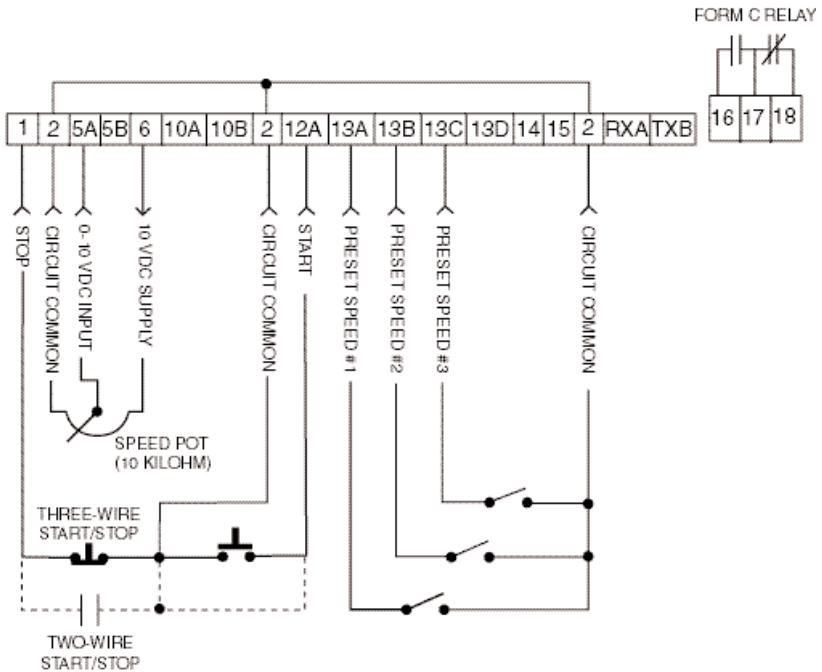 FORM C RELAY
16 17 18
1 2 5A 5B 6 10A 10B 2 12A 13A 13B 13C 13D 14 15 2 RXA TXB
STOP
CIRCUIT COMMON
0-10 VDC INPUT
10 VDC SUPPLY
CIRCUIT COMMON
START
PRESET SPEED #1
PRESET SPEED #2
PRESET SPEED #3
CIRCUIT COMMON
SPEED POT
(10 KILOHM)
THREE-WIRE
START/STOP
TWO-WIRE
START/STOP